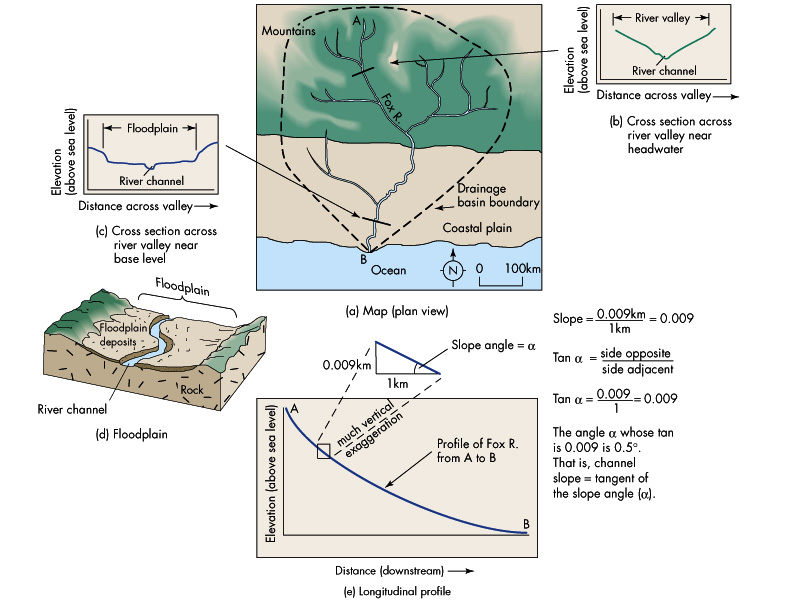 Mountains
A
Fox R.
Drainage
basin boundary
Coastal plain
B
Ocean
N
0 100km
(a) Map (plan view)
Elevation
(above sea level)
River valley
River channel
Distance across valley
(b) Cross section across
river valley near
headwater
Elevation
(above sea level)
Floodplain
River channel
Distance across valley
(c) Cross section across
river valley near
base level
Floodplain
Floodplain
deposits
Rock
River channel
(d) Floodplain
0.009km
1km
Slope angle = α
much vertical
exaggeration
Elevation (above sea level)
A
Profile of Fox R.
from A to B
B
Distance (downstream)
(e) Longitudinal profile
Slope = 0.009km / 1km = 0.009
Tan α = side opposite / side adjacent
Tan α = 0.009 / 1 = 0.009
The angle α whose tan
is 0.009 is 0.5°.
That is, channel
slope = tangent of
the slope angle (α).